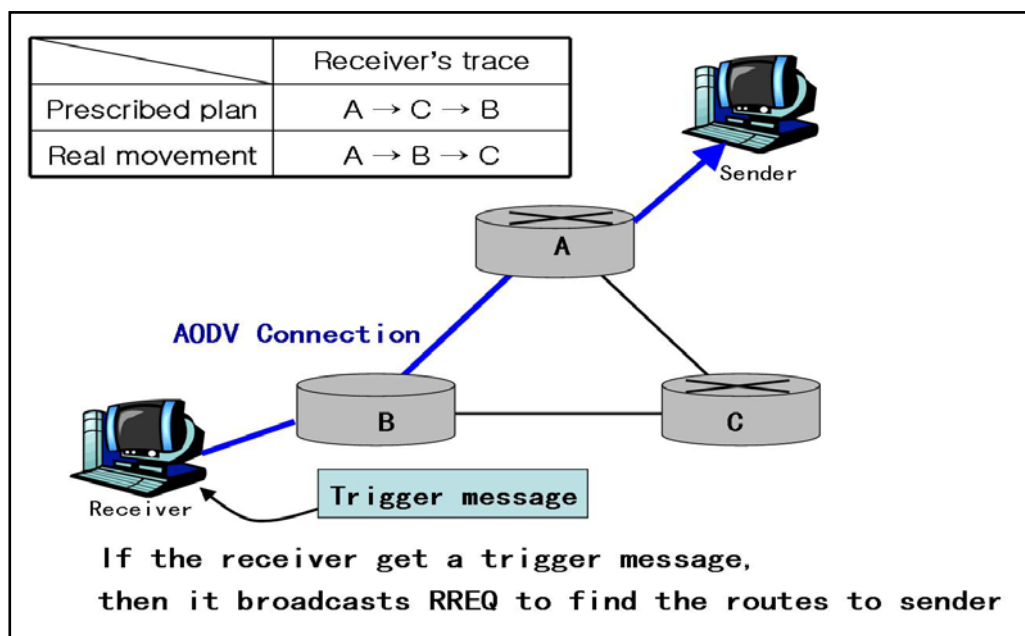 Receiver's trace
Prescribed plan A → C → B
Real movement A → B → C
Sender
A
AODV Connection
B
C
Receiver
Trigger message
If the receiver get a trigger message,
then it broadcasts RREQ to find the routes to sender